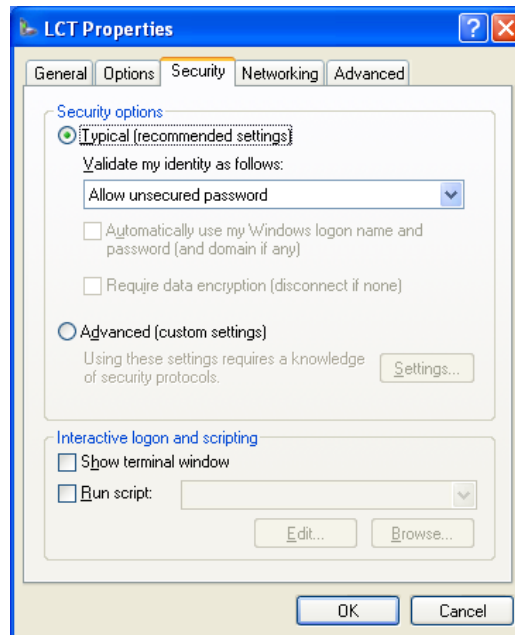 LCT Properties
General Options Security Networking Advanced
Security options
Typical (recommended settings)
Validate my identity as follows:
Allow unsecured password
Automatically use my Windows logon name and
password (and domain if any)
Require data encryption (disconnect if none)
Advanced (custom settings)
Using these settings requires a knowledge
of security protocols.
Settings...
Interactive logon and scripting
Show terminal window
Run script:
Edit... Browse...
OK Cancel